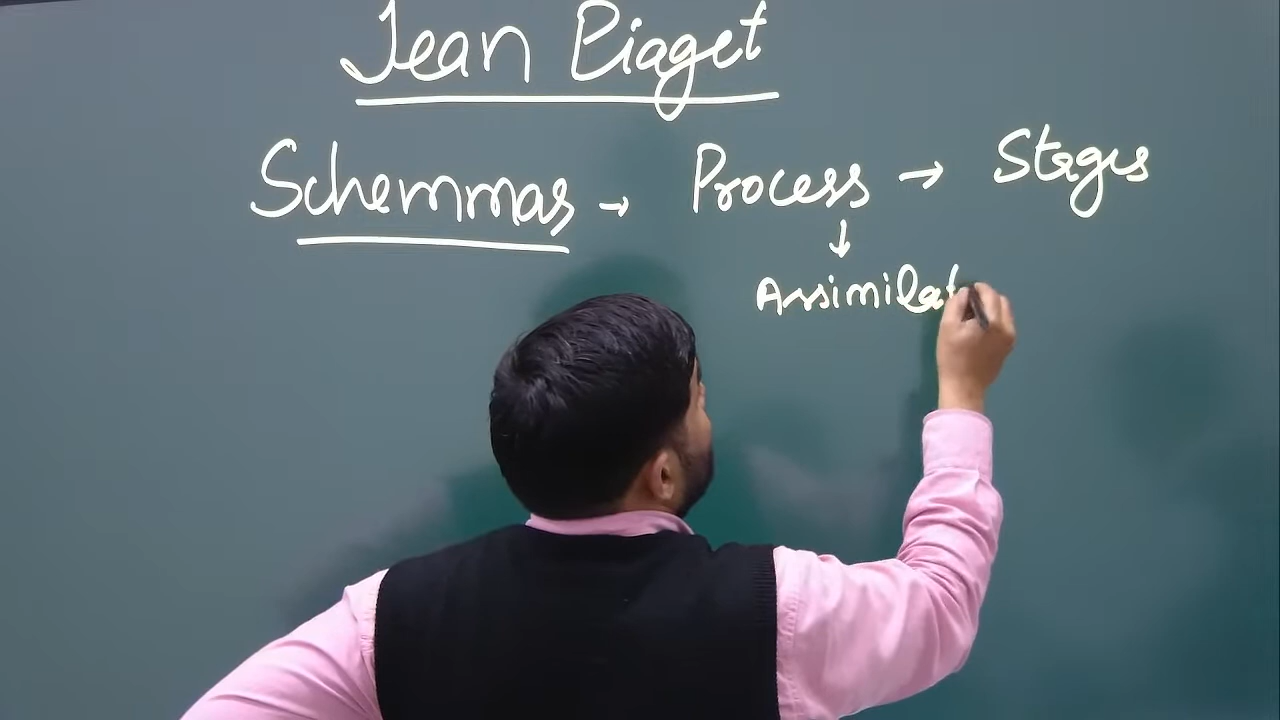 Jean Piaget
Schemmas → Process → Stages
↓
Assimilat